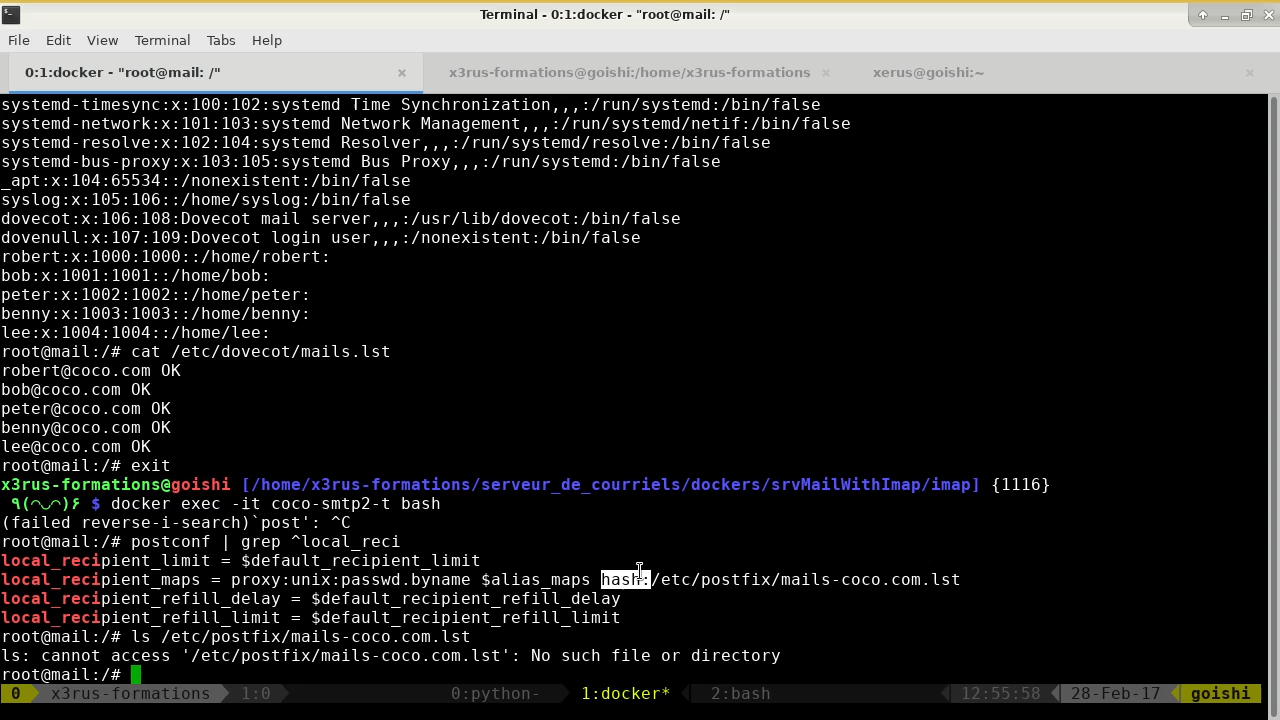 Terminal - 0:1:docker - "root@mail: /"
File Edit View Terminal Tabs Help
0:1:docker - "root@mail: /" × x3rus-formations@goishi:/home/x3rus-formations × xerus@goishi:~ ×
systemd-timesync:x:100:102:systemd Time Synchronization,,,:/run/systemd:/bin/false
systemd-network:x:101:103:systemd Network Management,,,:/run/systemd/netif:/bin/false
systemd-resolve:x:102:104:systemd Resolver,,,:/run/systemd/resolve:/bin/false
systemd-bus-proxy:x:103:105:systemd Bus Proxy,,,:/run/systemd:/bin/false
_apt:x:104:65534::/nonexistent:/bin/false
syslog:x:105:106::/home/syslog:/bin/false
dovecot:x:106:108:Dovecot mail server,,,:/usr/lib/dovecot:/bin/false
dovenull:x:107:109:Dovecot login user,,,:/nonexistent:/bin/false
robert:x:1000:1000::/home/robert:
bob:x:1001:1001::/home/bob:
peter:x:1002:1002::/home/peter:
benny:x:1003:1003::/home/benny:
lee:x:1004:1004::/home/lee:
root@mail:/# cat /etc/dovecot/mails.lst
robert@coco.com OK
bob@coco.com OK
peter@coco.com OK
benny@coco.com OK
lee@coco.com OK
root@mail:/# exit
x3rus-formations@goishi [/home/x3rus-formations/serveur_de_courriels/dockers/srvMailWithImap/imap] {1116}
٩(◠◡◠)۶ $ docker exec -it coco-smtp2-t bash
(failed reverse-i-search)`post': ^C
root@mail:/# postconf | grep ^local_reci
local_recipient_limit = $default_recipient_limit
local_recipient_maps = proxy:unix:passwd.byname $alias_maps hash:/etc/postfix/mails-coco.com.lst
local_recipient_refill_delay = $default_recipient_refill_delay
local_recipient_refill_limit = $default_recipient_refill_limit
root@mail:/# ls /etc/postfix/mails-coco.com.lst
ls: cannot access '/etc/postfix/mails-coco.com.lst': No such file or directory
root@mail:/#
0 x3rus-formations 1:0 0:python- 1:docker* 2:bash 12:55:58 28-Feb-17 goishi